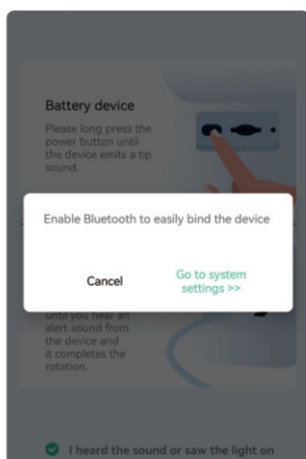 Battery device
Please long press the
power button until
the device emits a tip
sound.
Enable Bluetooth to easily bind the device
Cancel
Go to system
settings >>
until you hear an
alert sound from
the device and
it completes the
rotation.
I heard the sound or saw the light on